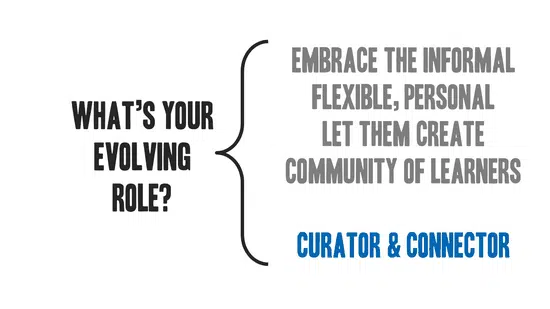 WHAT'S YOUR
EVOLVING
ROLE?
EMBRACE THE INFORMAL
FLEXIBLE, PERSONAL
LET THEM CREATE
COMMUNITY OF LEARNERS
CURATOR & CONNECTOR